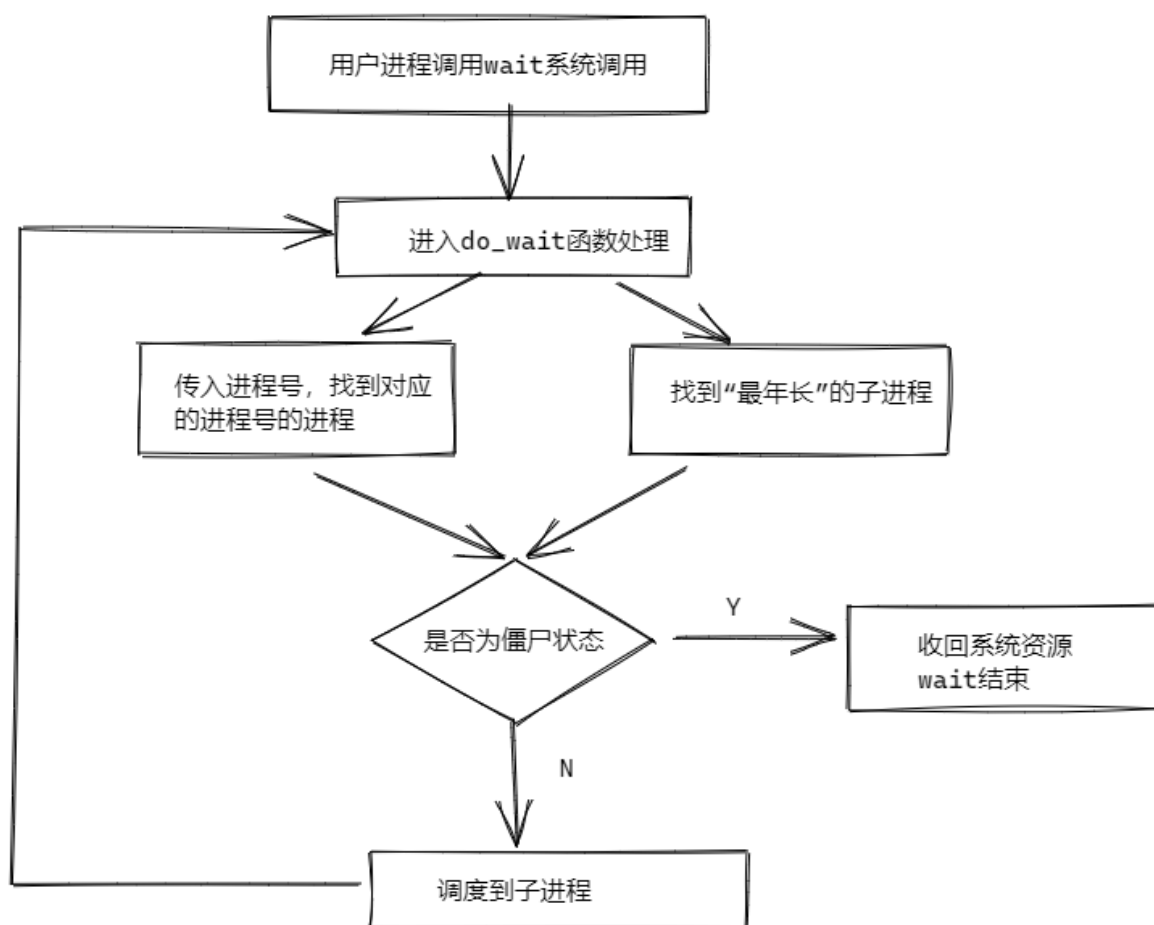 用户进程调用wait系统调用
进入do_wait函数处理
传入进程号，找到对应
的进程号的进程
找到“最年长”的子进程
是否为僵尸状态
Y
收回系统资源
wait结束
N
调度到子进程